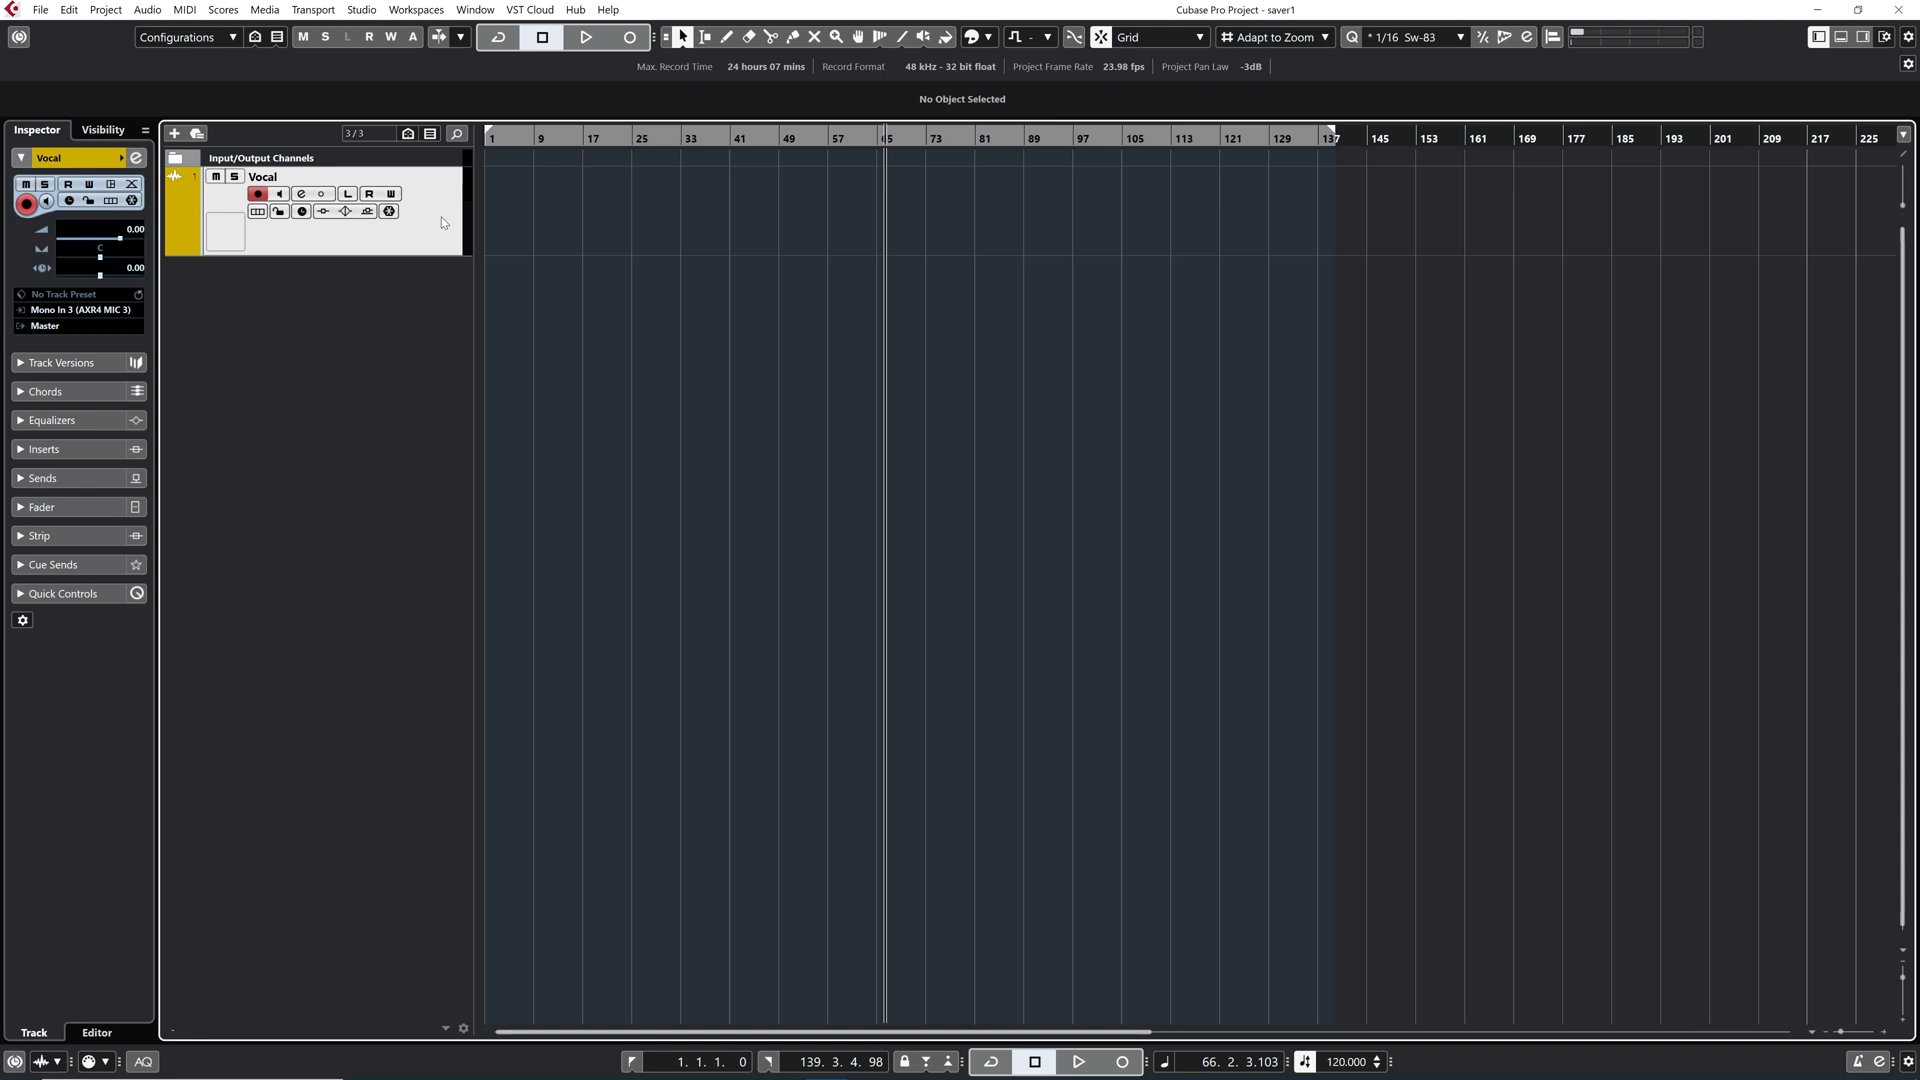 File Edit Project Audio MIDI Scores Media Transport Studio Workspaces Window VST Cloud Hub Help
Cubase Pro Project - saver1
Configurations M S L R W A Grid Adapt to Zoom Q * 1/16 Sw-83
Max. Record Time 24 hours 07 mins Record Format 48 kHz - 32 bit float Project Frame Rate 23.98 fps Project Pan Law -3dB
No Object Selected
Inspector Visibility
3 / 3
1 9 17 25 33 41 49 57 65 73 81 89 97 105 113 121 129 137 145 153 161 169 177 185 193 201 209 217 225
Vocal
Input/Output Channels
1 M S Vocal
M S R W
L R W
0.00
C
0.00
No Track Preset
Mono In 3 (AXR4 MIC 3)
Master
Track Versions
Chords
Equalizers
Inserts
Sends
Fader
Strip
Cue Sends
Quick Controls
Track Editor
AQ 1. 1. 1. 0 139. 3. 4. 98 66. 2. 3.103 120.000